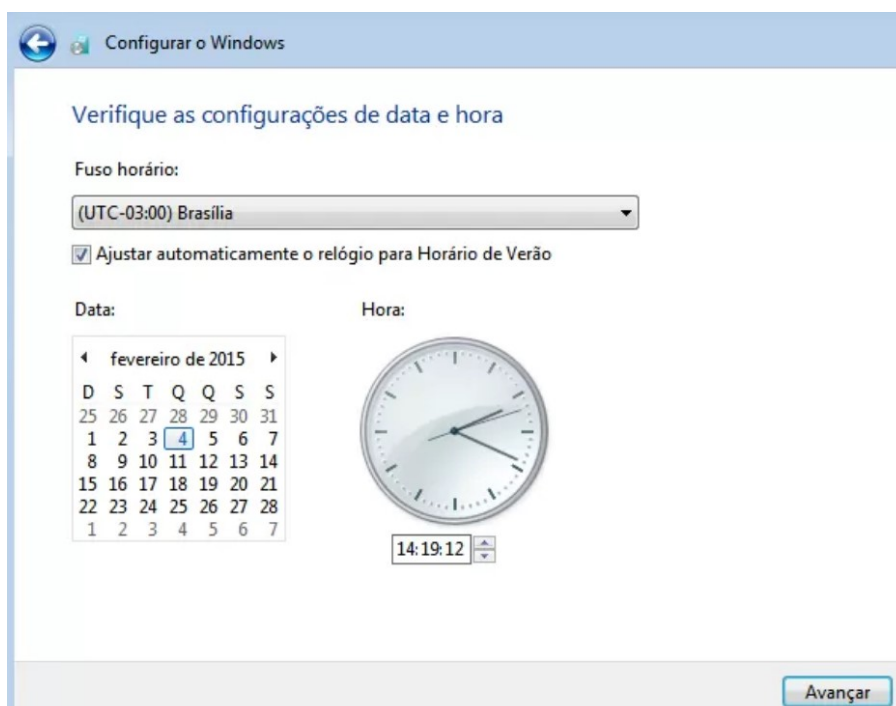 Configurar o Windows
Verifique as configurações de data e hora
Fuso horário:
(UTC-03:00) Brasília
Ajustar automaticamente o relógio para Horário de Verão
Data:
Hora:
fevereiro de 2015
D S T Q Q S S
25 26 27 28 29 30 31
1 2 3 4 5 6 7
8 9 10 11 12 13 14
15 16 17 18 19 20 21
22 23 24 25 26 27 28
1 2 3 4 5 6 7
14:19:12
Avançar